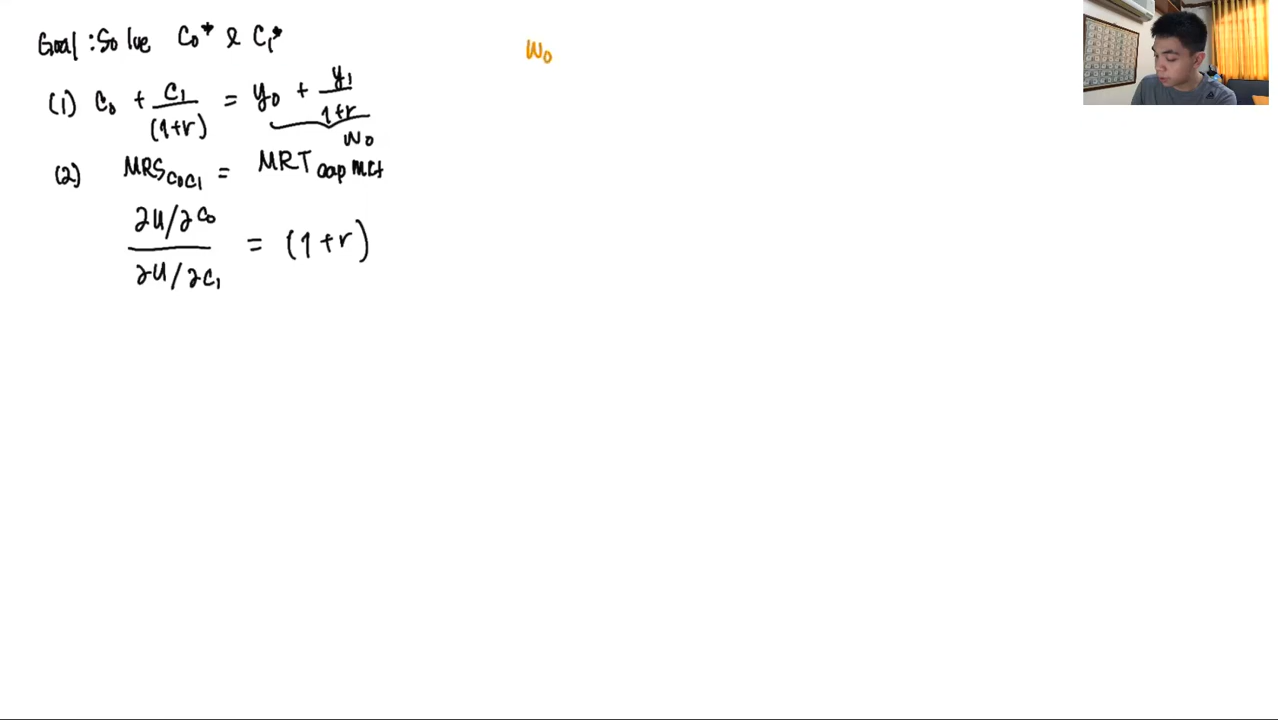 Goal: Solve C₀* & C₁*
W₀
(1) C₀ + C₁/(1+r) = y₀ + y₁/1+r
W₀
(2) MRS C₀C₁ = MRT cap mkt
∂U/∂C₀
= (1+r)
∂U/∂C₁